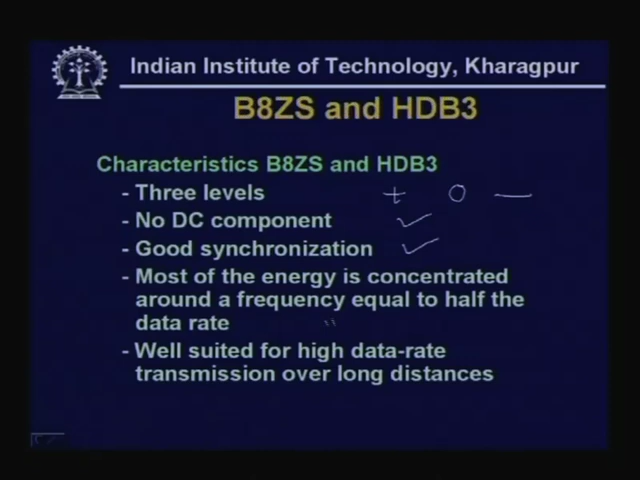 Indian Institute of Technology, Kharagpur
B8ZS and HDB3
Characteristics B8ZS and HDB3
- Three levels + 0 —
- No DC component ✓
- Good synchronization ✓
- Most of the energy is concentrated
around a frequency equal to half the
data rate
- Well suited for high data-rate
transmission over long distances